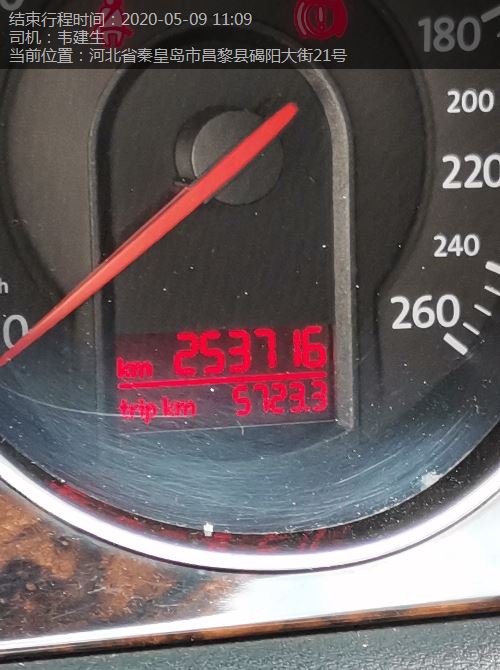 结束行程时间：2020-05-09 11:09
司机：韦建生
当前位置：河北省秦皇岛市昌黎县碣阳大街21号
180
200
220
240
260
h
0
km 253716
trip km 5723.3